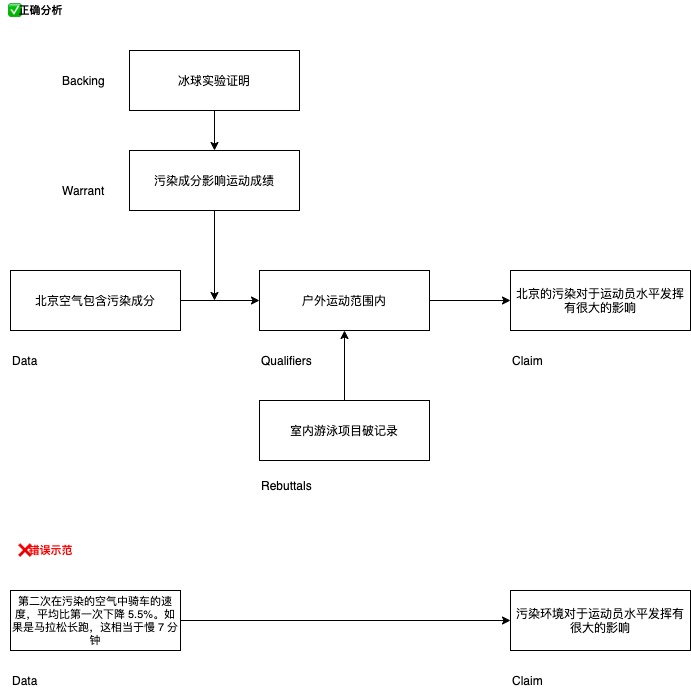 ✅正确分析
Backing
冰球实验证明
Warrant
污染成分影响运动成绩
北京空气包含污染成分
户外运动范围内
北京的污染对于运动员水平发挥
有很大的影响
Data
Qualifiers
Claim
室内游泳项目破记录
Rebuttals
❌错误示范
第二次在污染的空气中骑车的速
度，平均比第一次下降 5.5%。如
果是马拉松长跑，这相当于慢 7 分
钟
污染环境对于运动员水平发挥有
很大的影响
Data
Claim